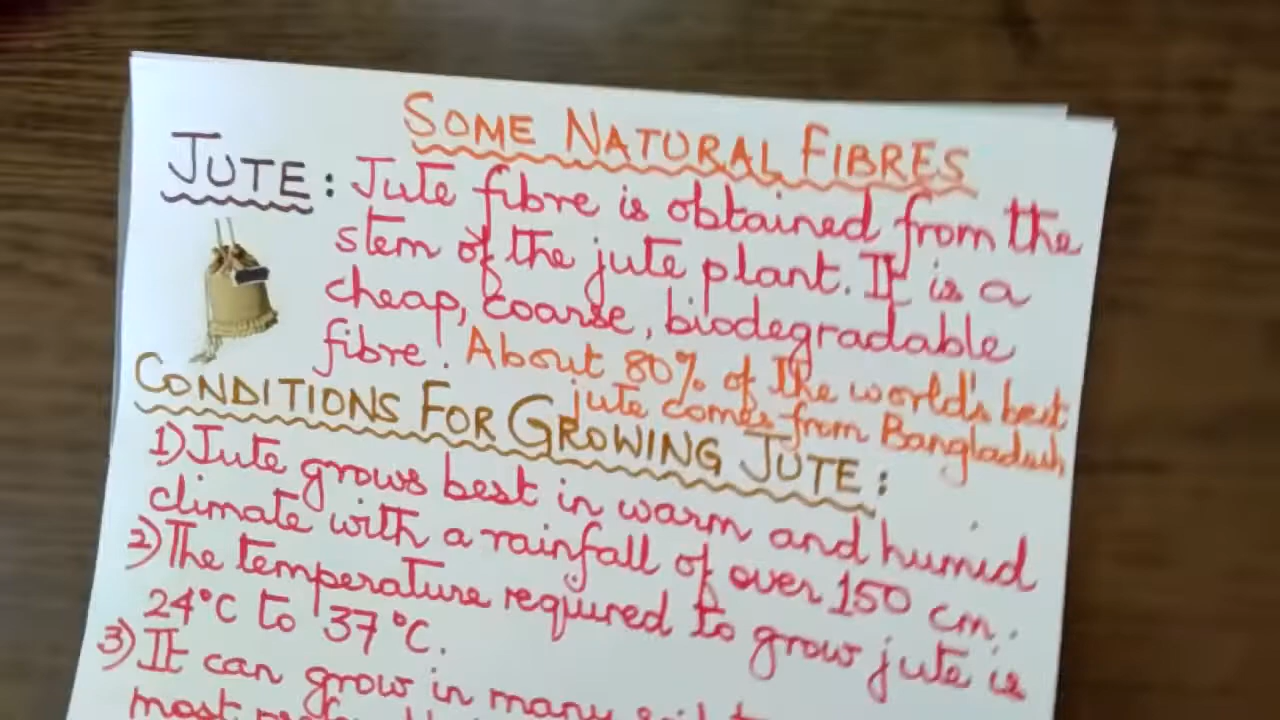 SOME NATURAL FIBRES
JUTE: Jute fibre is obtained from the
stem of the jute plant. It is a
cheap, coarse, biodegradable
fibre! About 80% of the world's best
jute comes from Bangladesh
CONDITIONS FOR GROWING JUTE:
1) Jute grows best in warm and humid
climate with a rainfall of over 150 cm.
2) The temperature required to grow jute is
24°C to 37°C.
3) It can grow in many
most